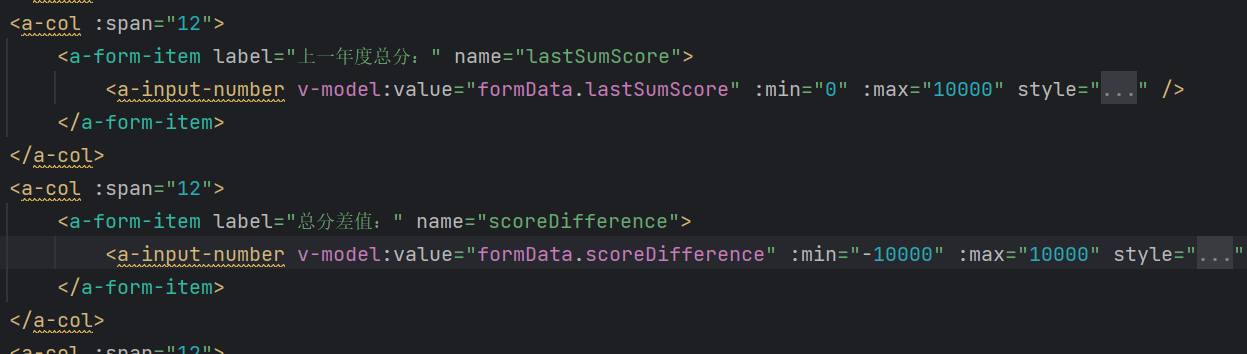 <a-col :span="12">
<a-form-item label="上一年度总分：" name="lastSumScore">
<a-input-number v-model:value="formData.lastSumScore" :min="0" :max="10000" style="..." />
</a-form-item>
</a-col>
<a-col :span="12">
<a-form-item label="总分差值：" name="scoreDifference">
<a-input-number v-model:value="formData.scoreDifference" :min="-10000" :max="10000" style="..."
</a-form-item>
</a-col>
<a-col :span="12">